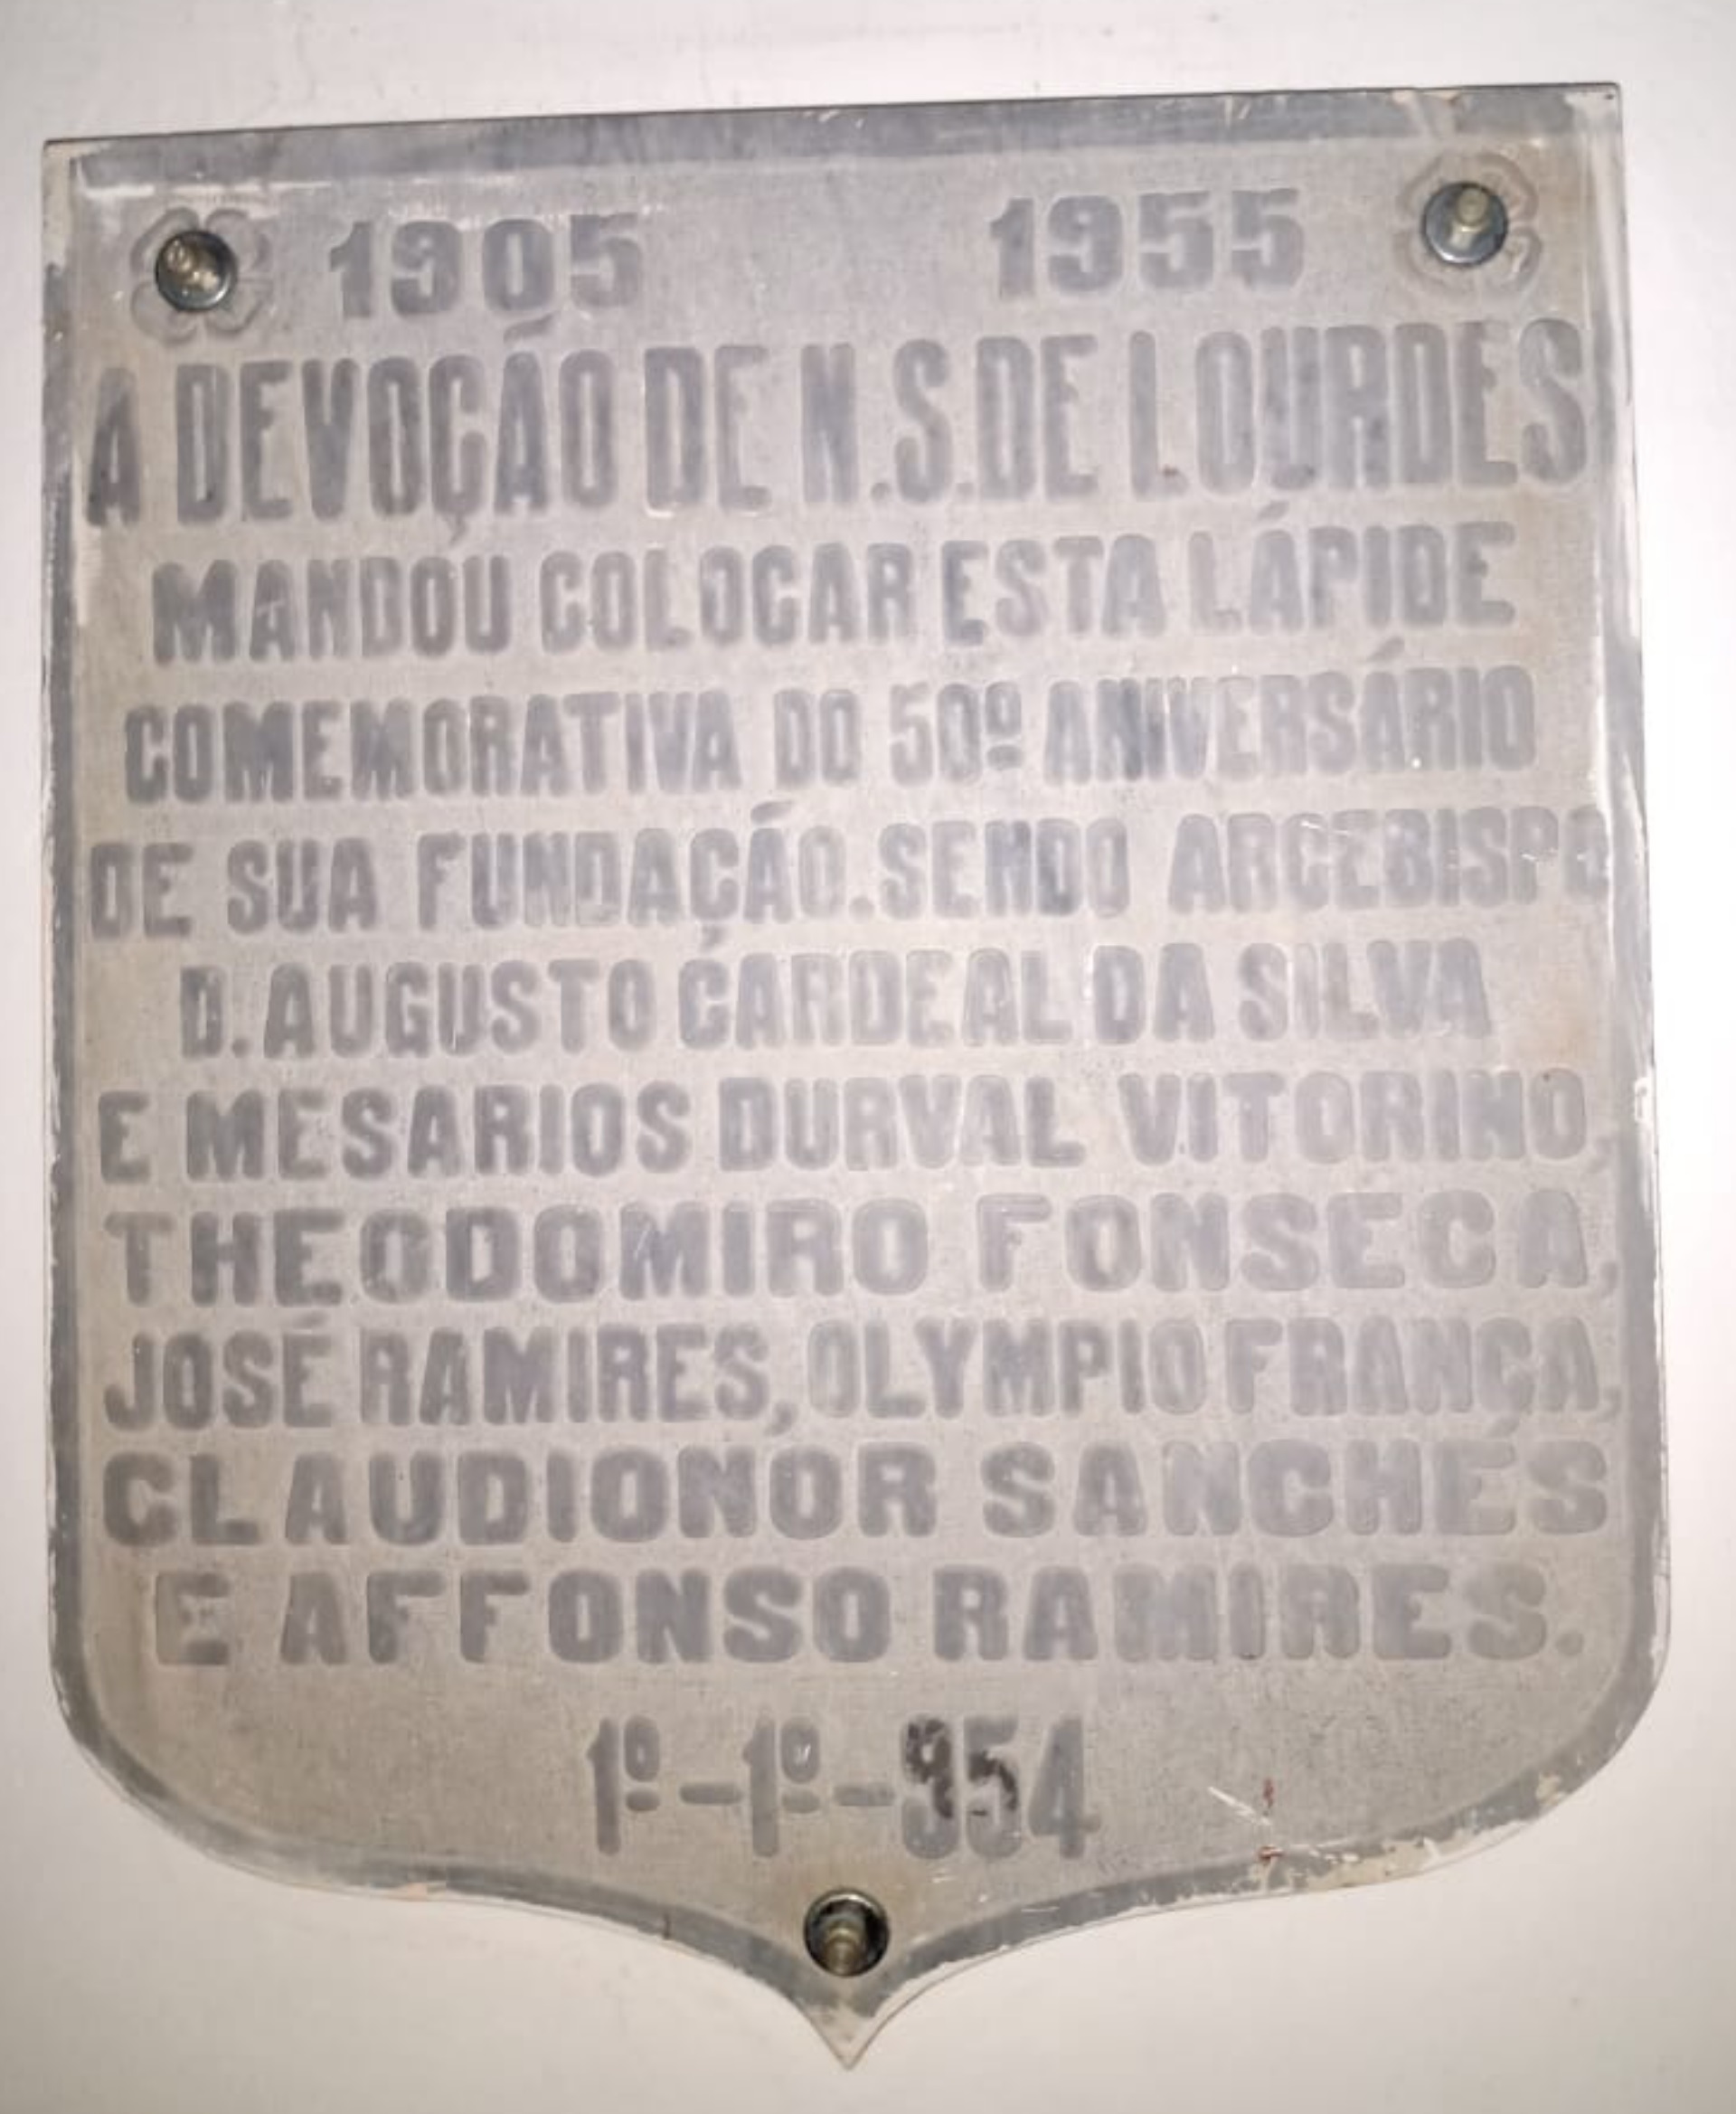 1905 1955
A DEVOÇÃO DE N.S.DE LOURDES
MANDOU COLOCAR ESTA LÁPIDE
COMEMORATIVA DO 50º ANIVERSÁRIO
DE SUA FUNDAÇÃO.SENDO ARCEBISPO
D.AUGUSTO CARDEAL DA SILVA
E MESARIOS DURVAL VITORINO,
THEODOMIRO FONSECA,
JOSÉ RAMIRES, OLYMPIO FRANÇA,
CLAUDIONOR SANCHES
E AFFONSO RAMIRES.
1º-1º-954